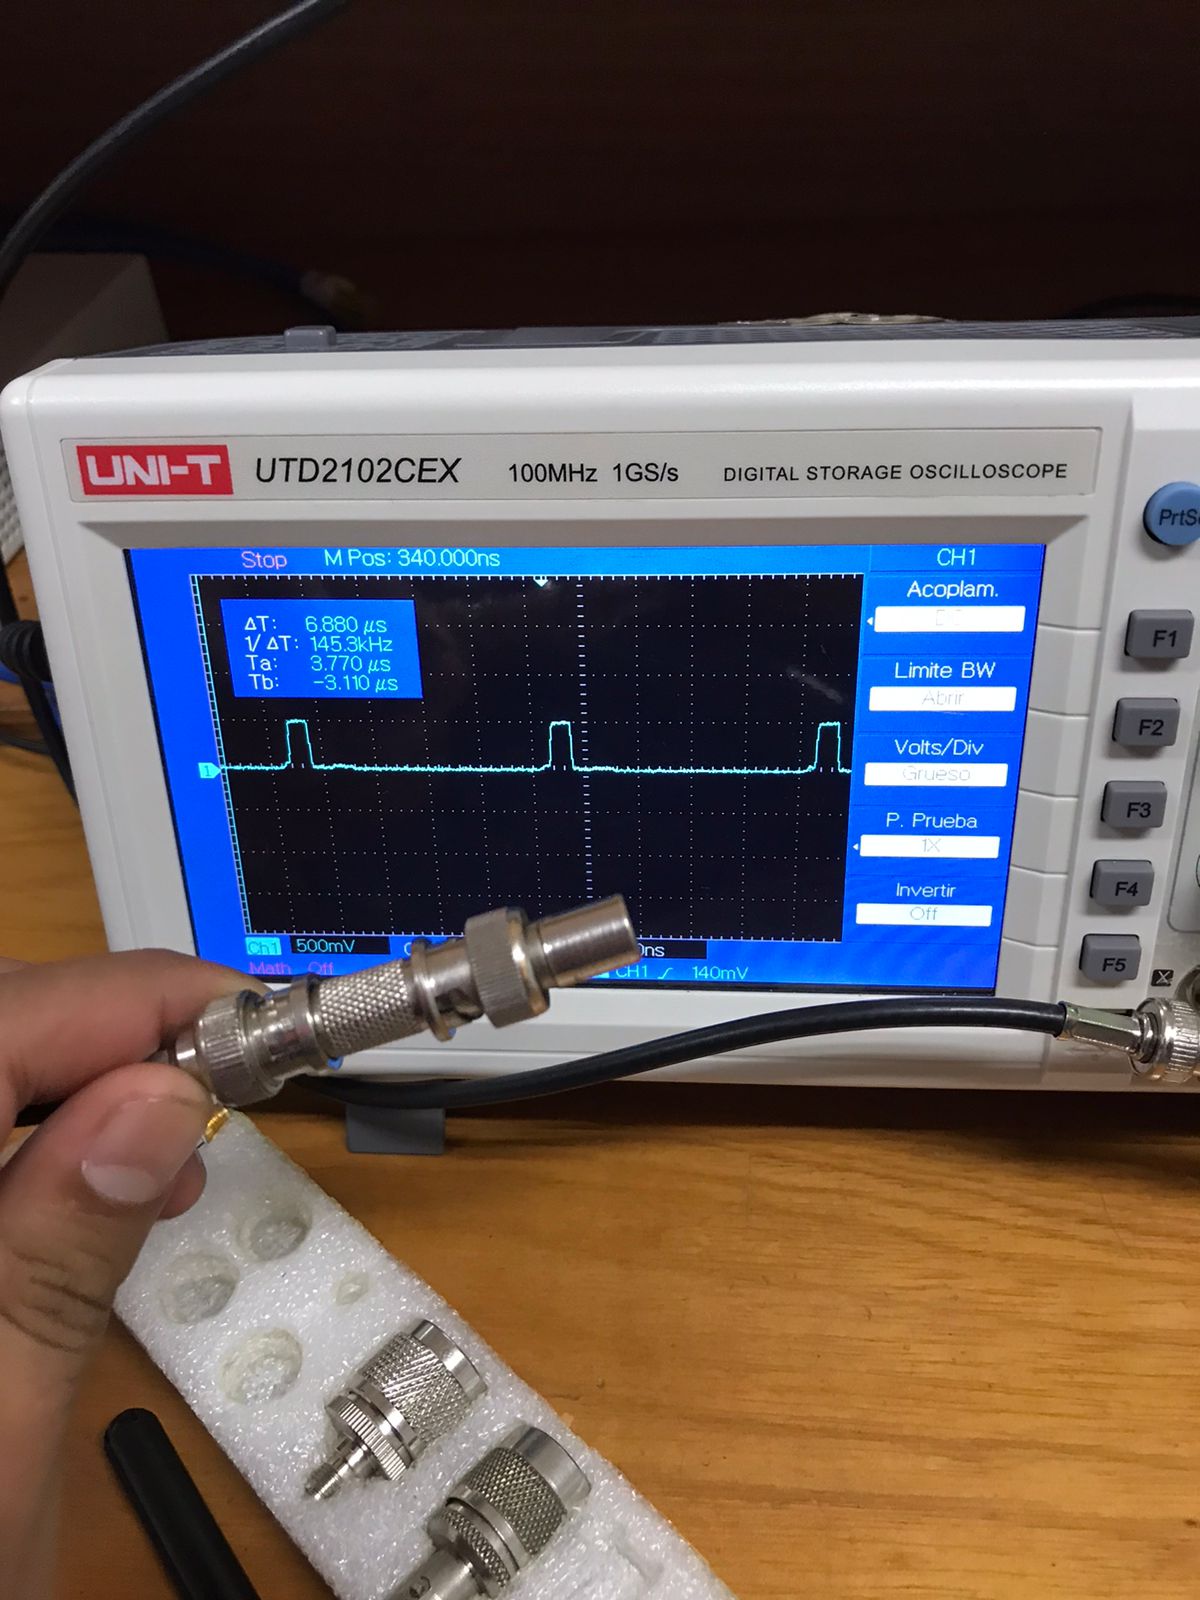 UNI-T UTD2102CEX 100MHz 1GS/s DIGITAL STORAGE OSCILLOSCOPE
PrtSc
Stop M Pos: 340.000ns CH1
ΔT: 6.880 μs
1/ΔT: 145.3kHz
Ta: 3.770 μs
Tb: -3.110 μs
Acoplam.
F1
Limite BW
Abrir
F2
Volts/Div
Grueso
F3
P. Prueba
1X
F4
Invertir
Off
F5
1
Ch1 500mV
Math Off
CH1 140mV